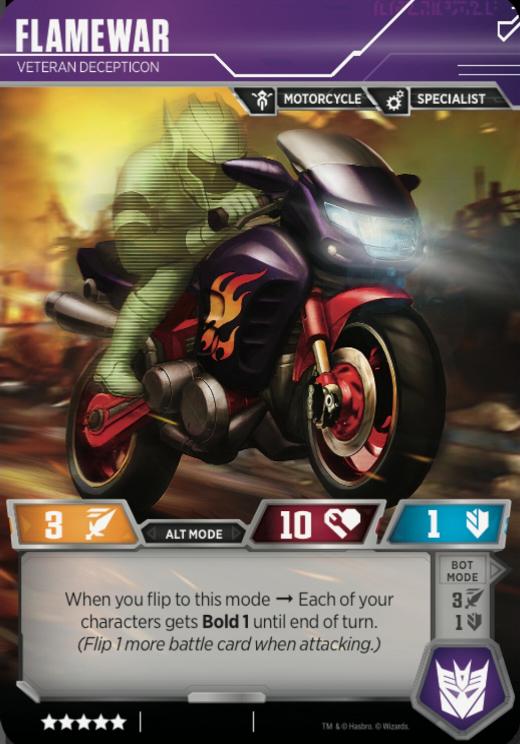 FLAMEWAR
VETERAN DECEPTICON
MOTORCYCLE
SPECIALIST
3
ALT MODE
10
1
BOT
MODE
3
1
When you flip to this mode → Each of your
characters gets Bold 1 until end of turn.
(Flip 1 more battle card when attacking.)
TM & © Hasbro. © Wizards.